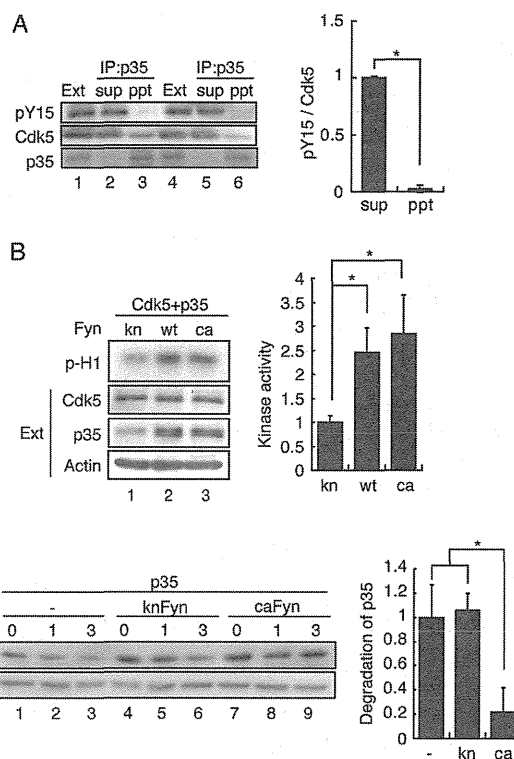 A
IP:p35 IP:p35
Ext sup ppt Ext sup ppt
pY15
Cdk5
p35
1 2 3 4 5 6
pY15 / Cdk5
1.5
1
0.5
0
*
sup ppt
B
Cdk5+p35
Fyn kn wt ca
p-H1
Ext
Cdk5
p35
Actin
1 2 3
Kinase activity
4
3.5
3
2.5
2
1.5
1
0.5
0
*
*
kn wt ca
p35
- knFyn caFyn
0 1 3 0 1 3 0 1 3
1 2 3 4 5 6 7 8 9
Degradation of p35
1.4
1.2
1
0.8
0.6
0.4
0.2
0
*
- kn ca